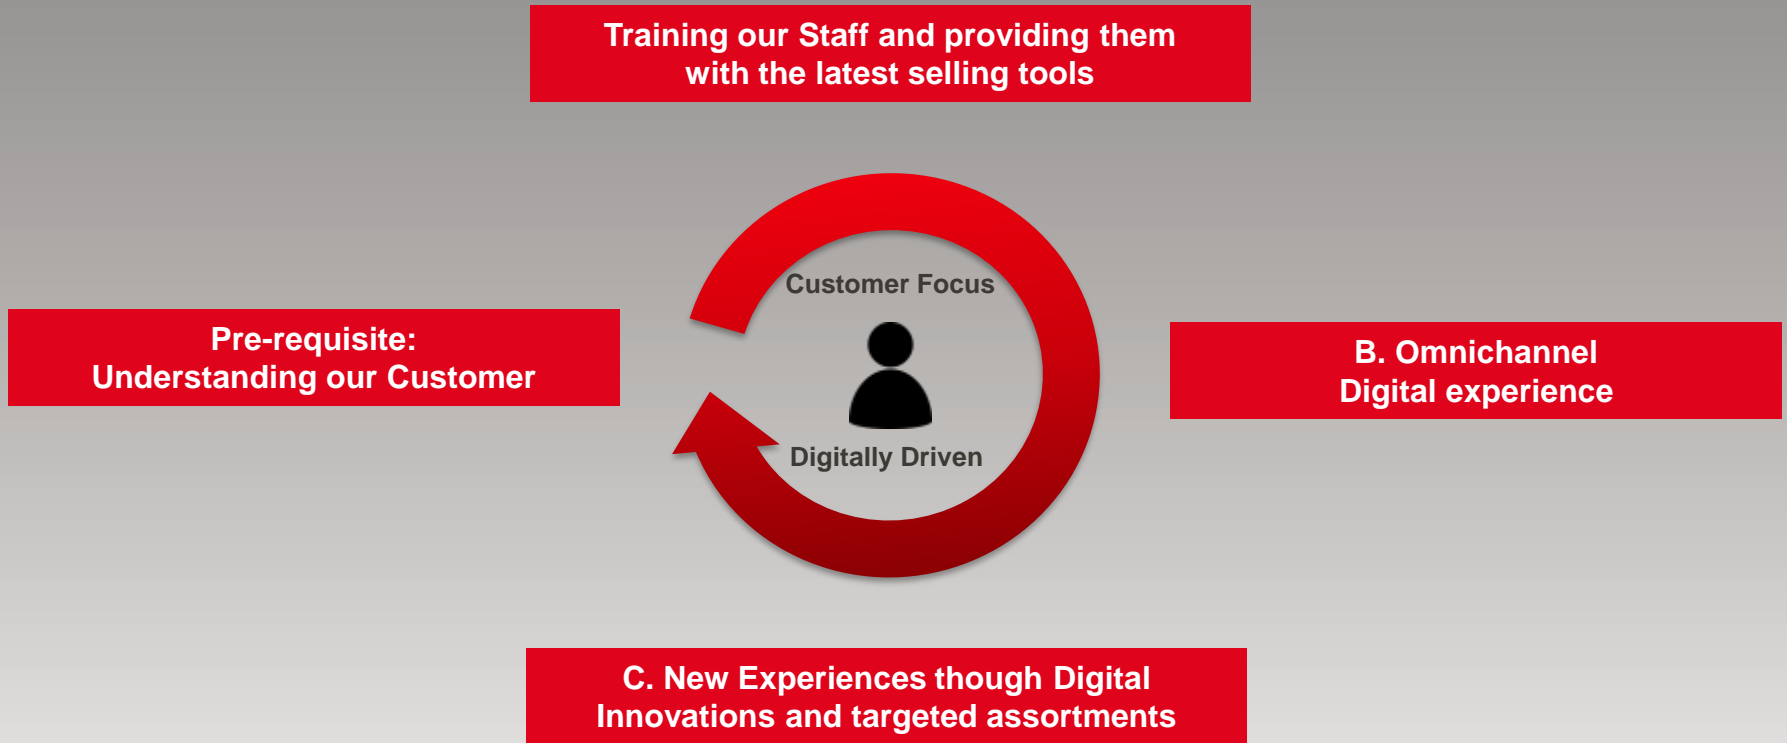 Training our Staff and providing them
with the latest selling tools
Customer Focus
Pre-requisite:
Understanding our Customer
B. Omnichannel
Digital experience
Digitally Driven
C. New Experiences though Digital
Innovations and targeted assortments